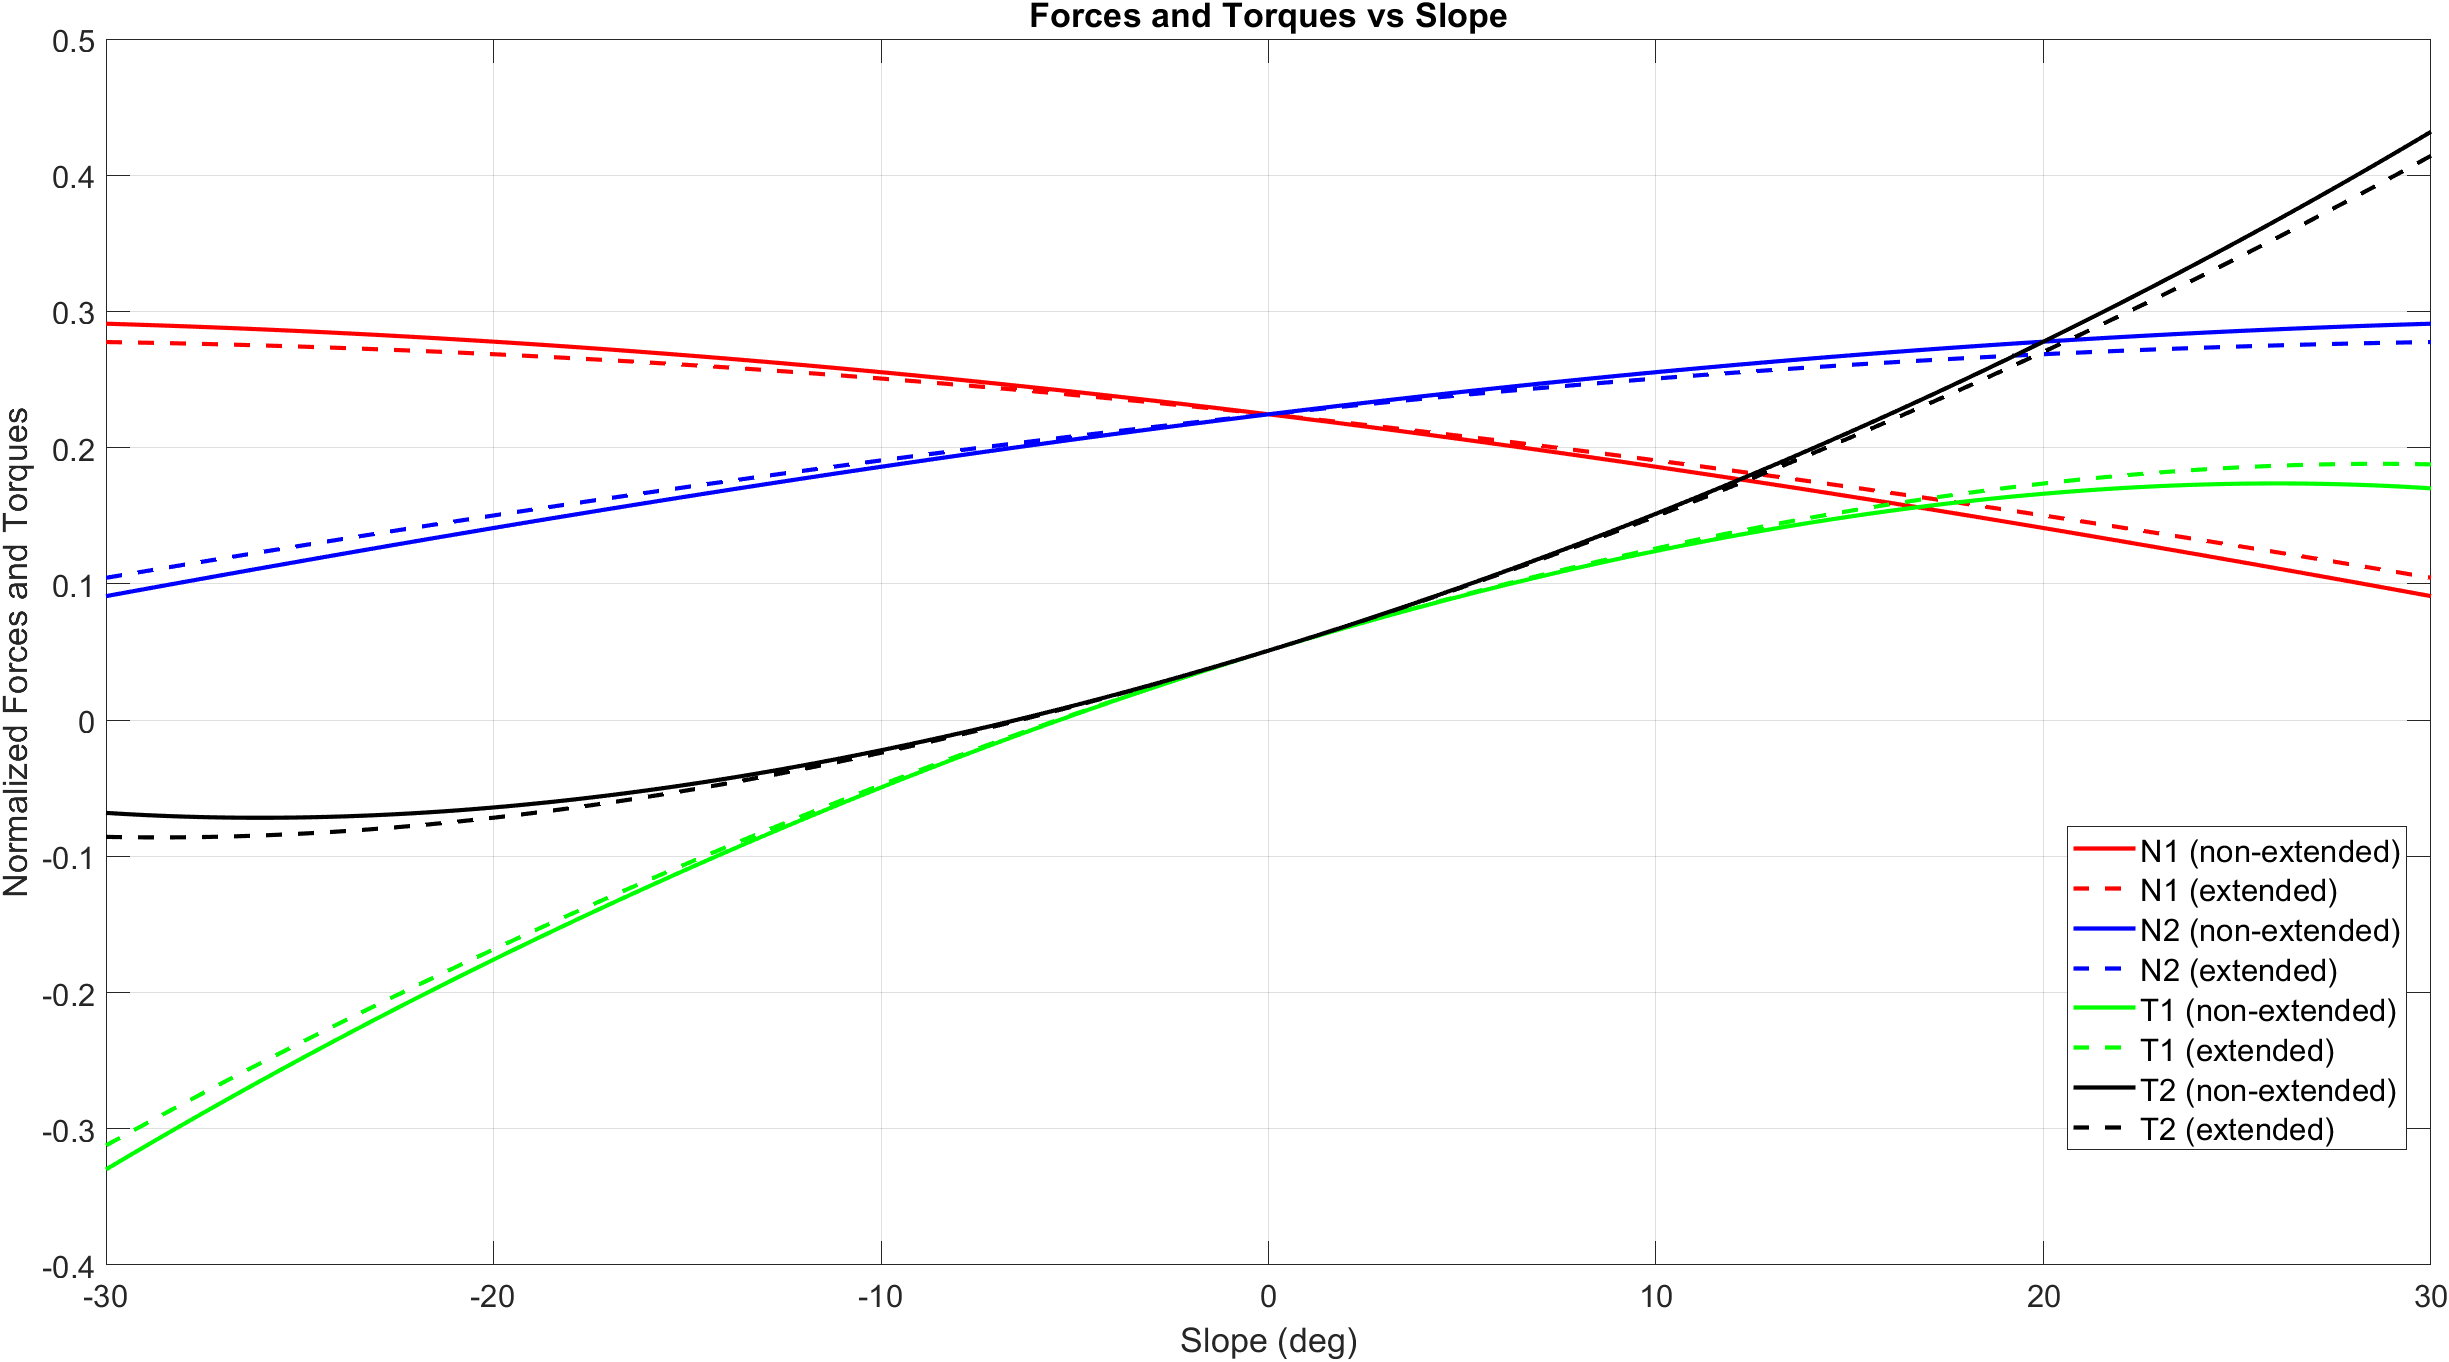 Forces and Torques vs Slope
Normalized Forces and Torques
0.5
0.4
0.3
0.2
0.1
0
-0.1
-0.2
-0.3
-0.4
-30
-20
-10
0
10
20
30
Slope (deg)
N1 (non-extended)
N1 (extended)
N2 (non-extended)
N2 (extended)
T1 (non-extended)
T1 (extended)
T2 (non-extended)
T2 (extended)